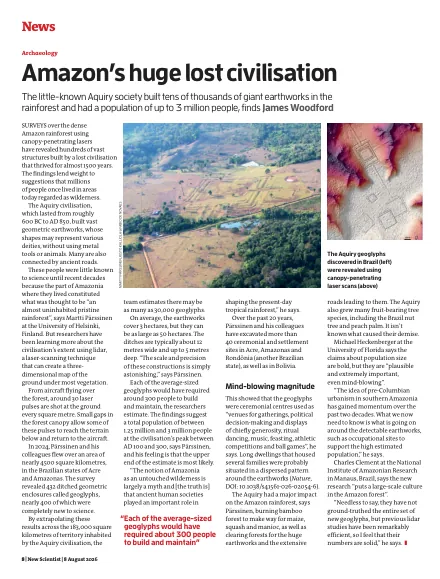 News
Archaeology
Amazon's huge lost civilisation
The little-known Aquiry society built tens of thousands of giant earthworks in the
rainforest and had a population of up to 3 million people, finds James Woodford
SURVEYS over the dense
Amazon rainforest using
canopy-penetrating lasers
have revealed hundreds of vast
structures built by a lost civilisation
that thrived for almost 1500 years.
The findings lend weight to
suggestions that millions
of people once lived in areas
today regarded as wilderness.
The Aquiry civilisation,
which lasted from roughly
600 BC to AD 850, built vast
geometric earthworks, whose
shapes may represent various
deities, without using metal
tools or animals. Many are also
connected by ancient roads.
These people were little known
to science until recent decades
because the part of Amazonia
where they lived constituted
what was thought to be "an
almost uninhabited pristine
rainforest", says Martti Pärssinen
at the University of Helsinki,
Finland. But researchers have
been learning more about the
civilisation's extent using lidar,
a laser-scanning technique
that can create a three-
dimensional map of the
ground under most vegetation.
From aircraft flying over
the forest, around 30 laser
pulses are shot at the ground
every square metre. Small gaps in
the forest canopy allow some of
these pulses to reach the terrain
below and return to the aircraft.
In 2024, Pärssinen and his
colleagues flew over an area of
nearly 4500 square kilometres,
in the Brazilian states of Acre
and Amazonas. The survey
revealed 432 ditched geometric
enclosures called geoglyphs,
nearly 400 of which were
completely new to science.
By extrapolating these
results across the 183,000 square
kilometres of territory inhabited
by the Aquiry civilisation, the
team estimates there may be
as many as 30,000 geoglyphs.
On average, the earthworks
cover 3 hectares, but they can
be as large as 50 hectares. The
ditches are typically about 12
metres wide and up to 5 metres
deep. "The scale and precision
of these constructions is simply
astonishing," says Pärssinen.
Each of the average-sized
geoglyphs would have required
around 300 people to build
and maintain, the researchers
estimate. The findings suggest
a total population of between
1.25 million and 3 million people
at the civilisation's peak between
AD 100 and 300, says Pärssinen,
and his feeling is that the upper
end of the estimate is most likely.
"The notion of Amazonia
as an untouched wilderness is
largely a myth and [the truth is]
that ancient human societies
played an important role in
"Each of the average-sized
geoglyphs would have
required about 300 people
to build and maintain"
shaping the present-day
tropical rainforest," he says.
Over the past 20 years,
Pärssinen and his colleagues
have excavated more than
40 ceremonial and settlement
sites in Acre, Amazonas and
Rondônia (another Brazilian
state), as well as in Bolivia.
Mind-blowing magnitude
This showed that the geoglyphs
were ceremonial centres used as
"venues for gatherings, political
decision-making and displays
of chiefly generosity, ritual
dancing, music, feasting, athletic
competitions and ball games", he
says. Long dwellings that housed
several families were probably
situated in a dispersed pattern
around the earthworks (Nature,
DOI: 10.1038/s41586-026-02054-6).
The Aquiry had a major impact
on the Amazon rainforest, says
Pärssinen, burning bamboo
forest to make way for maize,
squash and manioc, as well as
clearing forests for the huge
earthworks and the extensive
The Aquiry geoglyphs
discovered in Brazil (left)
were revealed using
canopy-penetrating
laser scans (above)
roads leading to them. The Aquiry
also grew many fruit-bearing tree
species, including the Brazil nut
tree and peach palm. It isn't
known what caused their demise.
Michael Heckenberger at the
University of Florida says the
claims about population size
are bold, but they are "plausible
and extremely important,
even mind-blowing".
"The idea of pre-Columbian
urbanism in southern Amazonia
has gained momentum over the
past two decades. What we now
need to know is what is going on
around the detectable earthworks,
such as occupational sites to
support the high estimated
population," he says.
Charles Clement at the National
Institute of Amazonian Research
in Manaus, Brazil, says the new
research "puts a large-scale culture
in the Amazon forest".
"Needless to say, they have not
ground-truthed the entire set of
new geoglyphs, but previous lidar
studies have been remarkably
good, so I feel that their
numbers are solid," he says.
8 | New Scientist | 8 August 2026